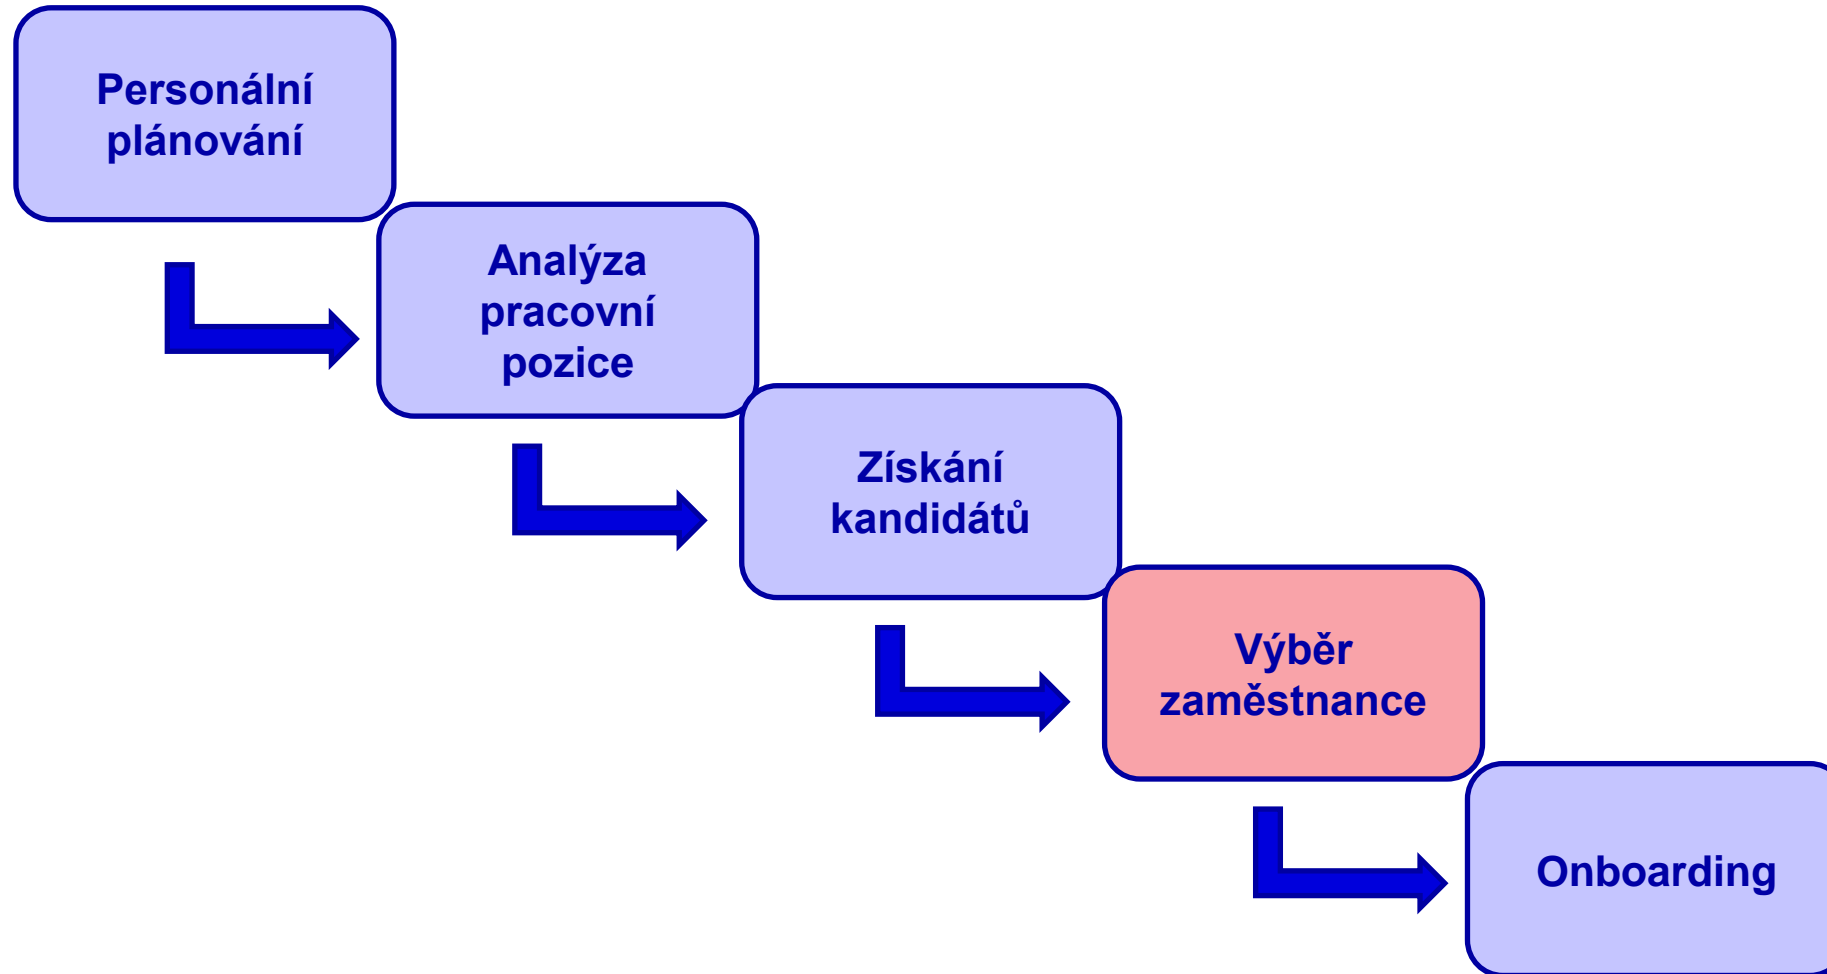 Personální
plánování
Analýza
pracovní
pozice
Získání
kandidátů
Výběr
zaměstnance
Onboarding